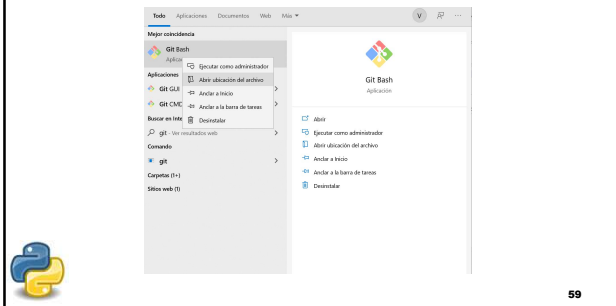 Todo Aplicaciones Documentos Web Más
V
Mejor coincidencia
Git Bash
Aplica
Ejecutar como administrador
Abrir ubicación del archivo
Anclar a Inicio
Anclar a la barra de tareas
Desinstalar
Aplicaciones
Git GUI
Git CMD
Buscar en Inte
git - Ver resultados web
Comando
git
Carpetas (1+)
Sitios web (1)
Git Bash
Aplicación
Abrir
Ejecutar como administrador
Abrir ubicación del archivo
Anclar a Inicio
Anclar a la barra de tareas
Desinstalar
59